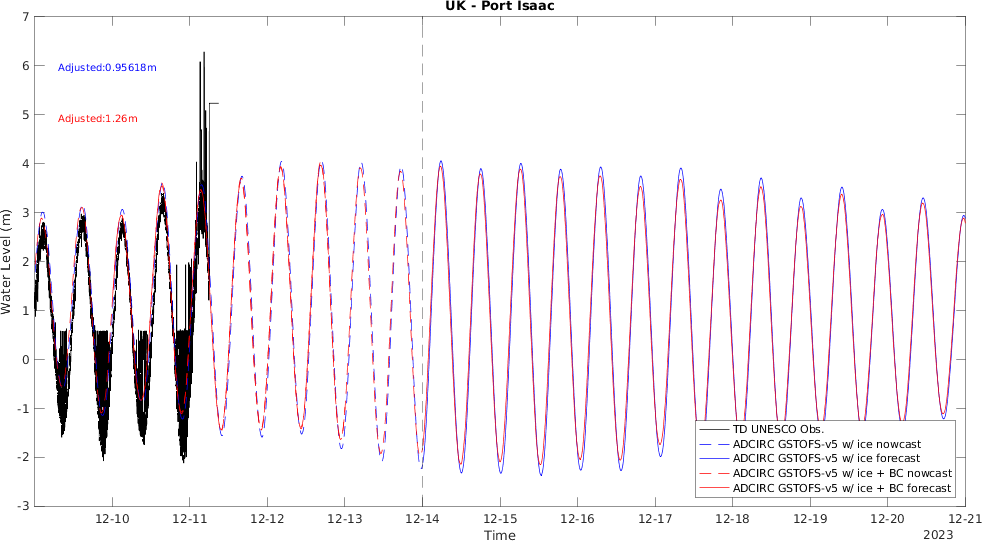 UK - Port Isaac
7
6
5
4
3
2
1
0
-1
-2
-3
Water Level (m)
Adjusted:0.95618m
Adjusted:1.26m
TD UNESCO Obs.
ADCIRC GSTOFS-v5 w/ ice nowcast
ADCIRC GSTOFS-v5 w/ ice forecast
ADCIRC GSTOFS-v5 w/ ice + BC nowcast
ADCIRC GSTOFS-v5 w/ ice + BC forecast
12-10 12-11 12-12 12-13 12-14 12-15 12-16 12-17 12-18 12-19 12-20 12-21
Time
2023